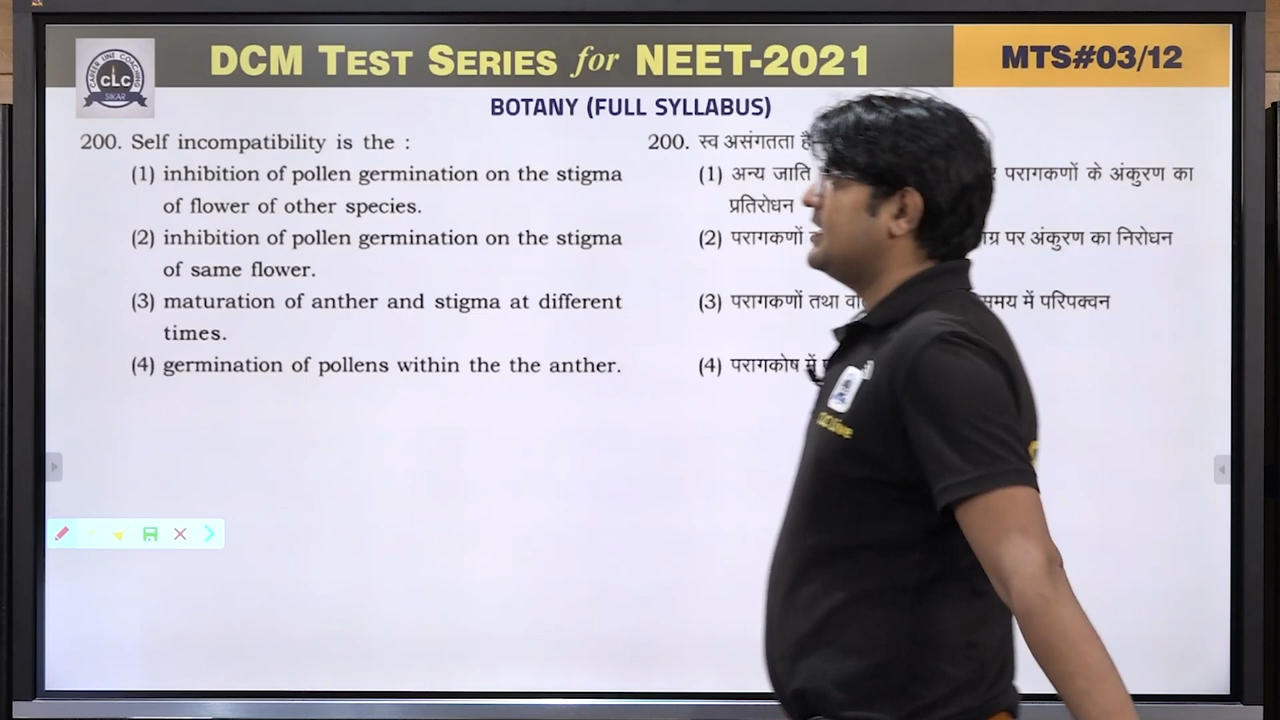 DCM TEST SERIES for NEET-2021
MTS#03/12
CAREER LINE COACHING
CLC
SIKAR
BOTANY (FULL SYLLABUS)
200. Self incompatibility is the :
(1) inhibition of pollen germination on the stigma
of flower of other species.
(2) inhibition of pollen germination on the stigma
of same flower.
(3) maturation of anther and stigma at different
times.
(4) germination of pollens within the the anther.
200. स्व असंगतता है
(1) अन्य जाति परागकणों के अंकुरण का
प्रतिरोधन
(2) परागकणों पर अंकुरण का निरोधन
(3) परागकणों तथा समय में परिपक्वन
(4) परागकोष में